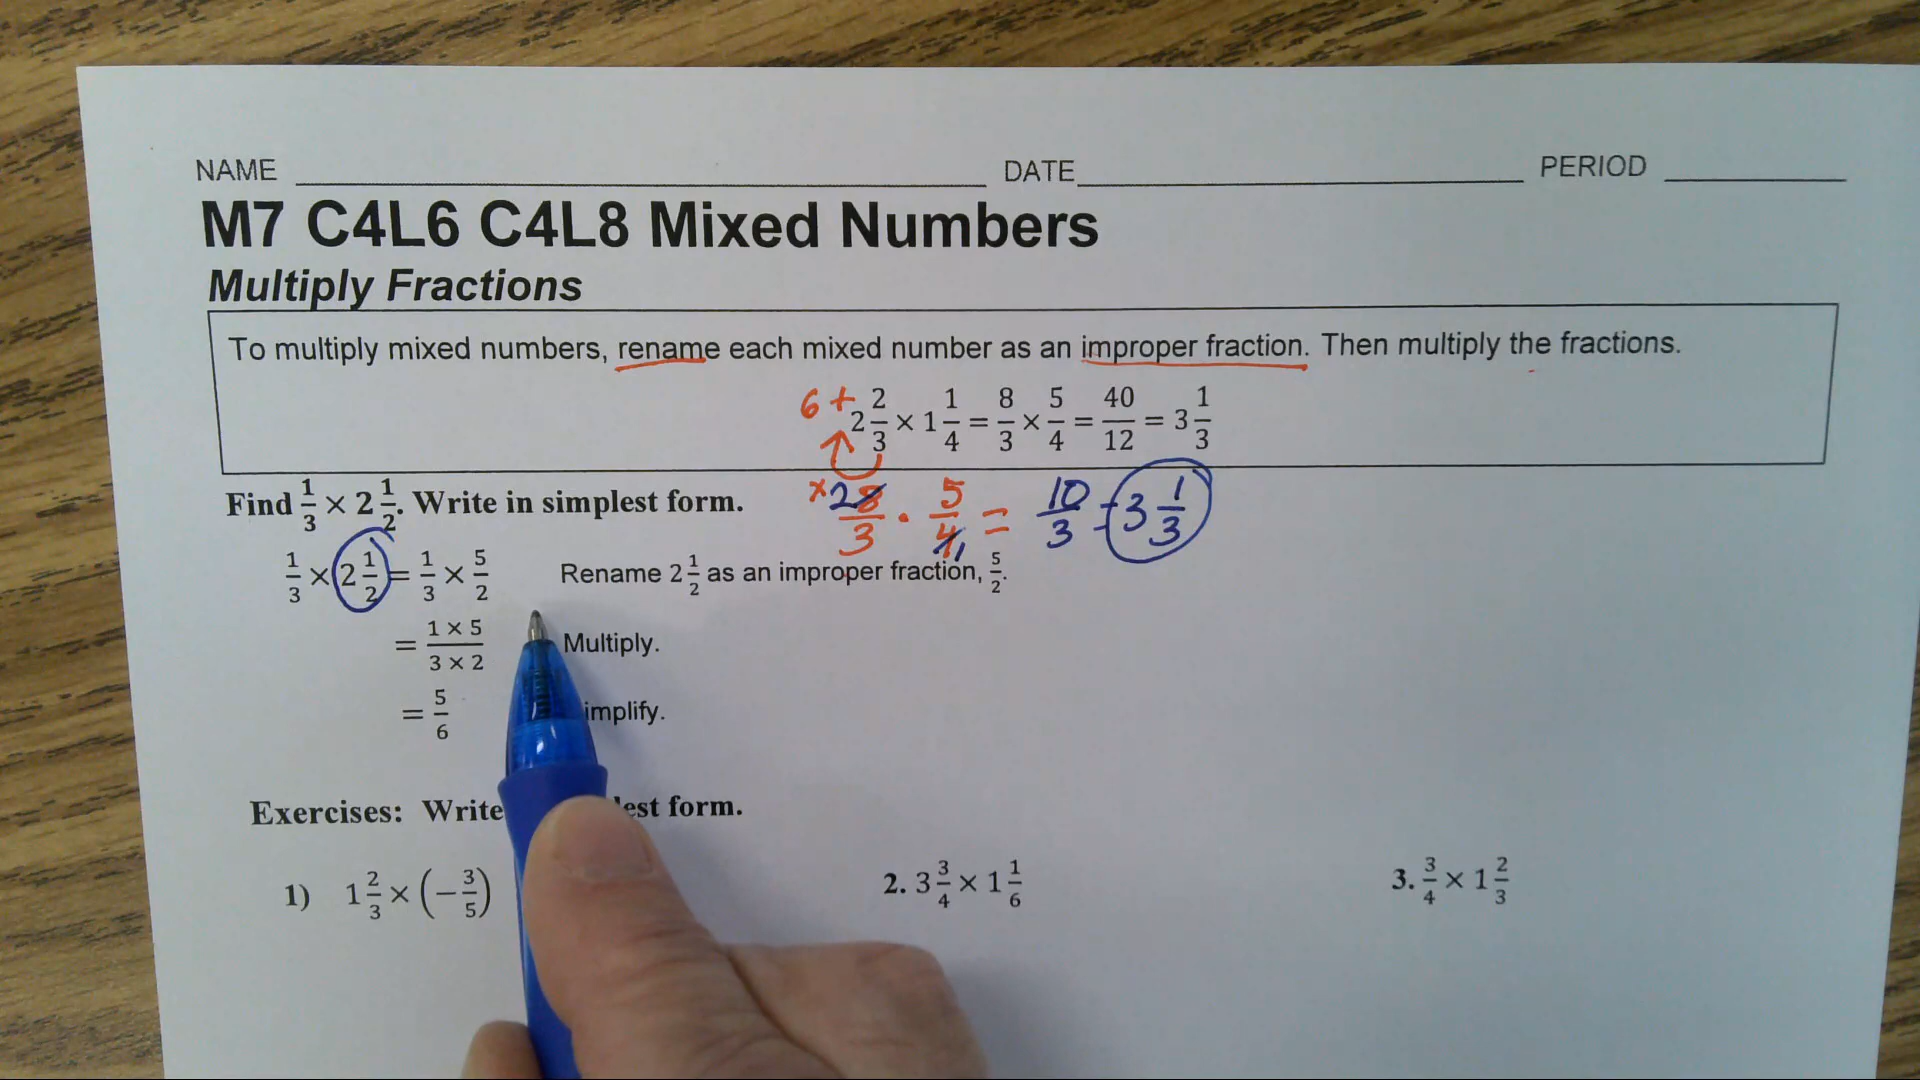 NAME DATE PERIOD
M7 C4L6 C4L8 Mixed Numbers
Multiply Fractions
To multiply mixed numbers, rename each mixed number as an improper fraction. Then multiply the fractions.
6 + 2 2/3 × 1 1/4 = 8/3 × 5/4 = 40/12 = 3 1/3
× 2 8/3 · 5/4 1 = 10/3 = 3 1/3
Find 1/3 × 2 1/2. Write in simplest form.
1/3 × 2 1/2 = 1/3 × 5/2 Rename 2 1/2 as an improper fraction, 5/2.
= 1 × 5/3 × 2 Multiply.
= 5/6 implify.
Exercises: Write lest form.
1) 1 2/3 × (−3/5) 2. 3 3/4 × 1 1/6 3. 3/4 × 1 2/3